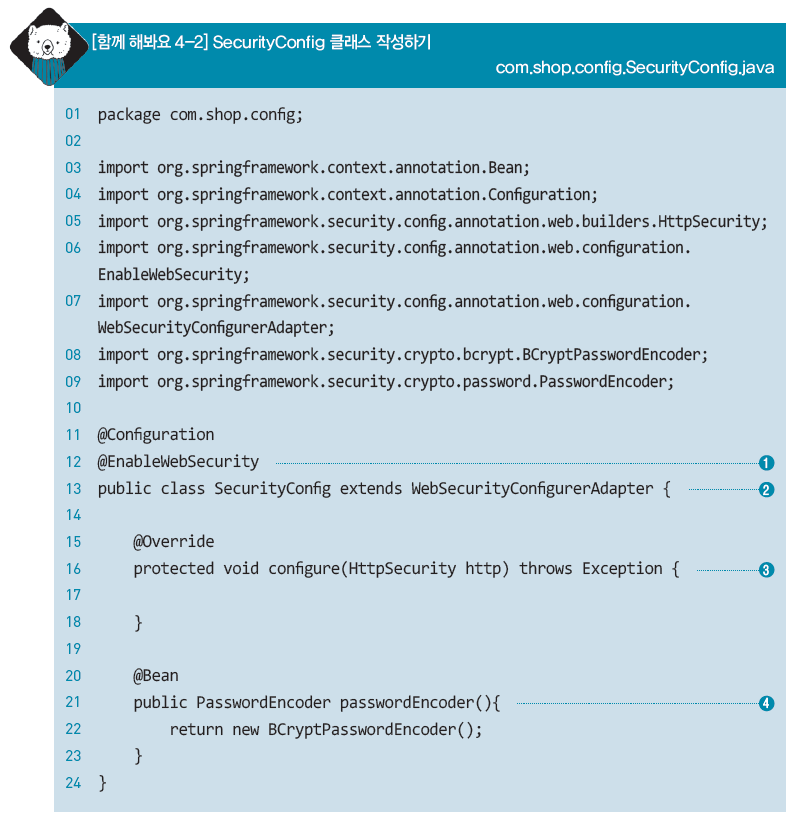 [함께 해봐요 4-2] SecurityConfig 클래스 작성하기
com.shop.config.SecurityConfig.java
01 package com.shop.config;
02
03 import org.springframework.context.annotation.Bean;
04 import org.springframework.context.annotation.Configuration;
05 import org.springframework.security.config.annotation.web.builders.HttpSecurity;
06 import org.springframework.security.config.annotation.web.configuration.
EnableWebSecurity;
07 import org.springframework.security.config.annotation.web.configuration.
WebSecurityConfigurerAdapter;
08 import org.springframework.security.crypto.bcrypt.BCryptPasswordEncoder;
09 import org.springframework.security.crypto.password.PasswordEncoder;
10
11 @Configuration
12 @EnableWebSecurity ❶
13 public class SecurityConfig extends WebSecurityConfigurerAdapter { ❷
14
15     @Override
16     protected void configure(HttpSecurity http) throws Exception { ❸
17
18     }
19
20     @Bean
21     public PasswordEncoder passwordEncoder(){ ❹
22         return new BCryptPasswordEncoder();
23     }
24 }